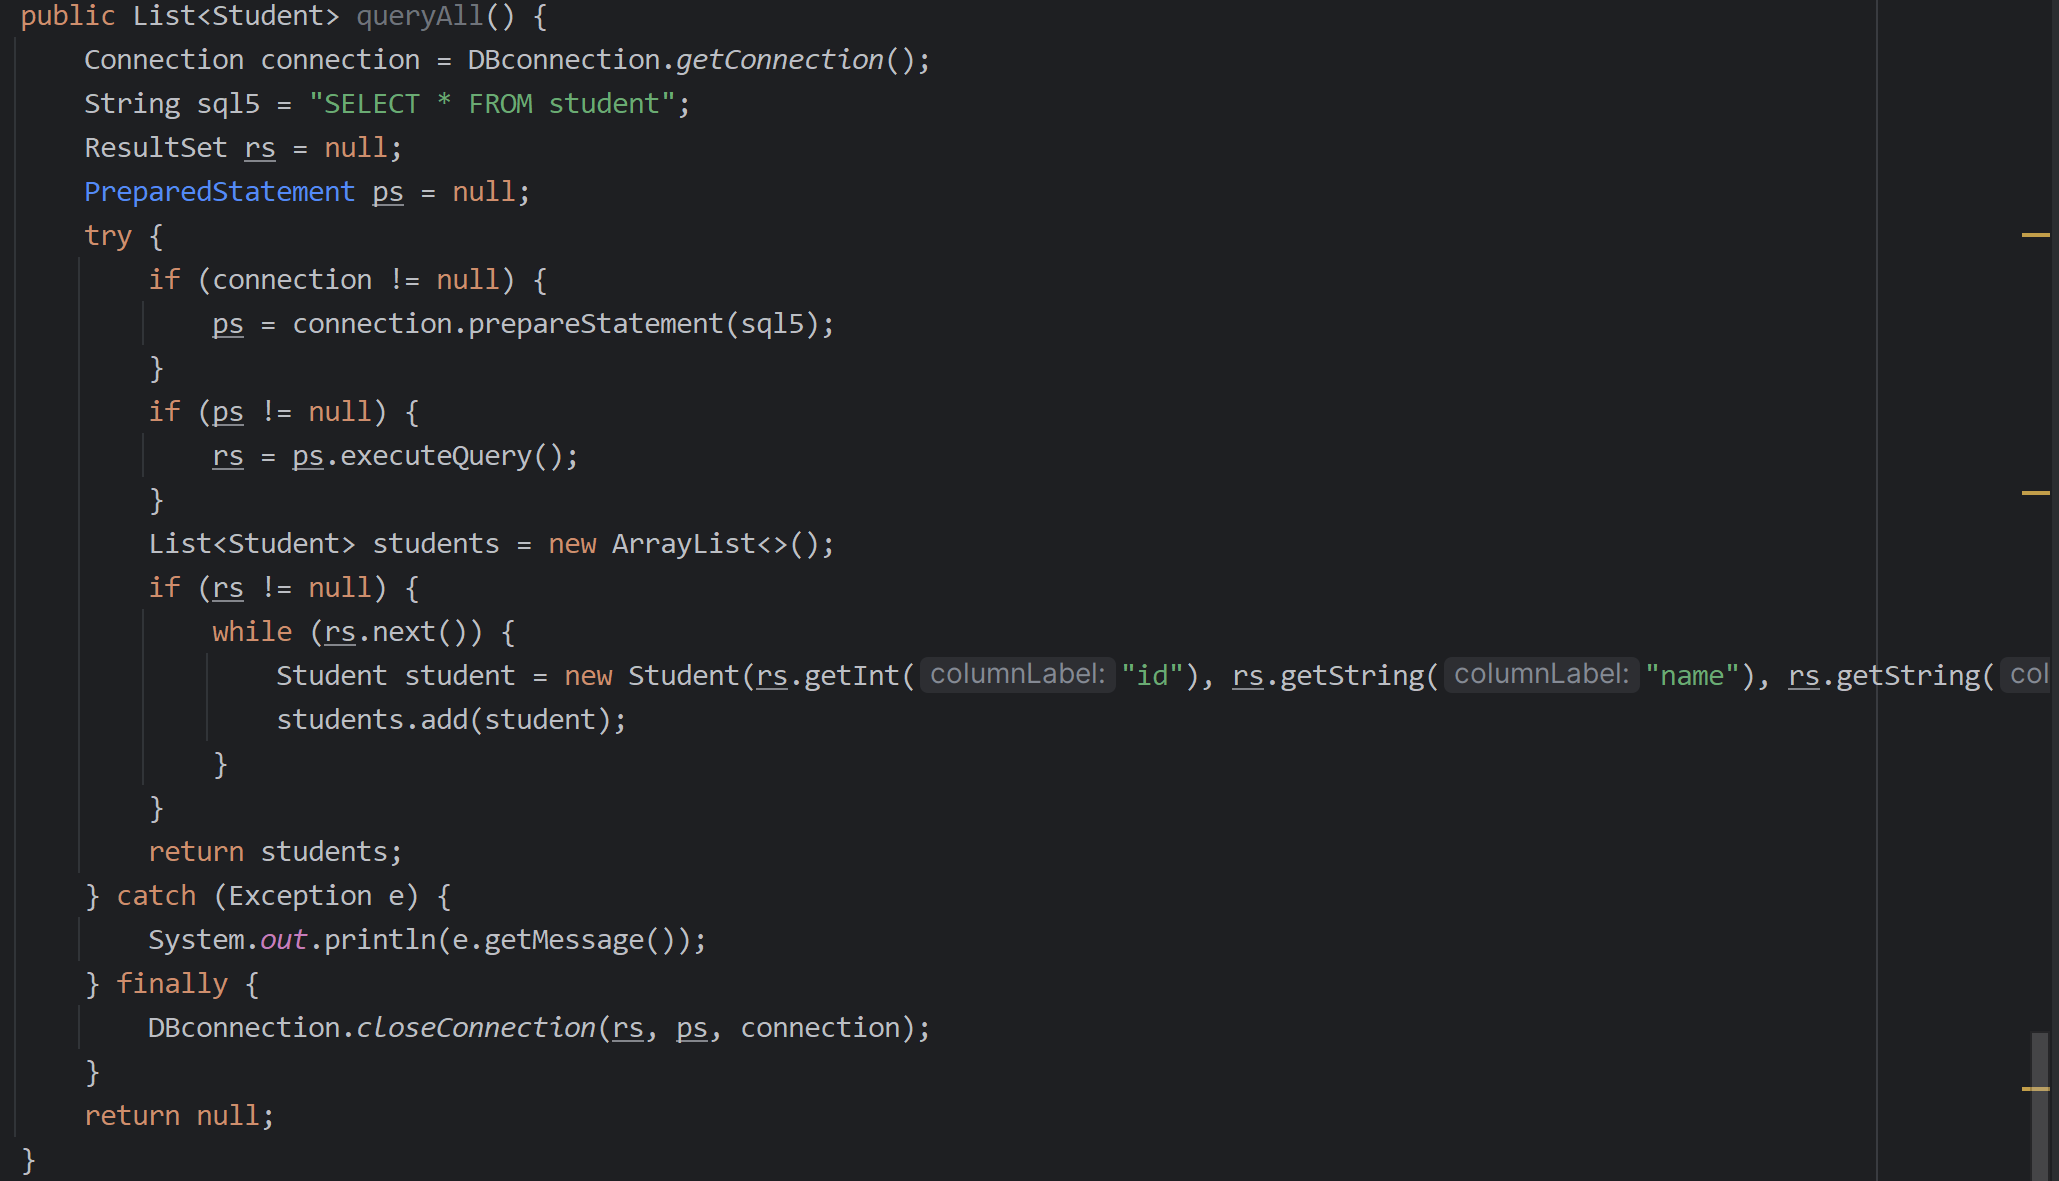 public List<Student> queryAll() {
    Connection connection = DBconnection.getConnection();
    String sql5 = "SELECT * FROM student";
    ResultSet rs = null;
    PreparedStatement ps = null;
    try {
        if (connection != null) {
            ps = connection.prepareStatement(sql5);
        }
        if (ps != null) {
            rs = ps.executeQuery();
        }
        List<Student> students = new ArrayList<>();
        if (rs != null) {
            while (rs.next()) {
                Student student = new Student(rs.getInt( columnLabel: "id"), rs.getString( columnLabel: "name"), rs.getString( col
                students.add(student);
            }
        }
        return students;
    } catch (Exception e) {
        System.out.println(e.getMessage());
    } finally {
        DBconnection.closeConnection(rs, ps, connection);
    }
    return null;
}